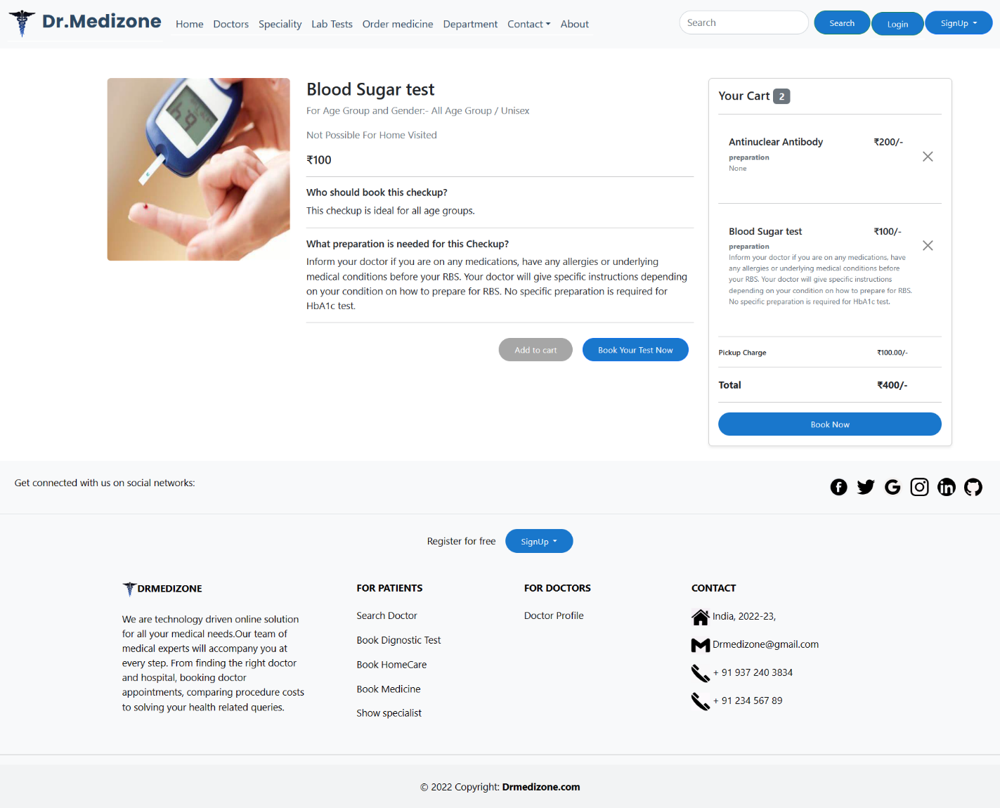 Dr.Medizone
Home Doctors Speciality Lab Tests Order medicine Department Contact About
Search Search Login SignUp
Blood Sugar test
For Age Group and Gender:- All Age Group / Unisex
Not Possible For Home Visited
₹100
Who should book this checkup?
This checkup is ideal for all age groups.
What preparation is needed for this Checkup?
Inform your doctor if you are on any medications, have any allergies or underlying
medical conditions before your RBS. Your doctor will give specific instructions depending
on your condition on how to prepare for RBS. No specific preparation is required for
HbA1c test.
Add to cart Book Your Test Now
Your Cart 2
Antinuclear Antibody ₹200/-
preparation
None
Blood Sugar test ₹100/-
preparation
Inform your doctor if you are on any medications, have
any allergies or underlying medical conditions before
your RBS. Your doctor will give specific instructions
depending on your condition on how to prepare for RBS.
No specific preparation is required for HbA1c test.
Pickup Charge ₹100.00/-
Total ₹400/-
Book Now
Get connected with us on social networks:
Register for free SignUp
DRMEDIZONE
We are technology driven online solution
for all your medical needs.Our team of
medical experts will accompany you at
every step. From finding the right doctor
and hospital, booking doctor
appointments, comparing procedure costs
to solving your health related queries.
FOR PATIENTS
Search Doctor
Book Dignostic Test
Book HomeCare
Book Medicine
Show specialist
FOR DOCTORS
Doctor Profile
CONTACT
India, 2022-23,
Drmedizone@gmail.com
+ 91 937 240 3834
+ 91 234 567 89
© 2022 Copyright: Drmedizone.com